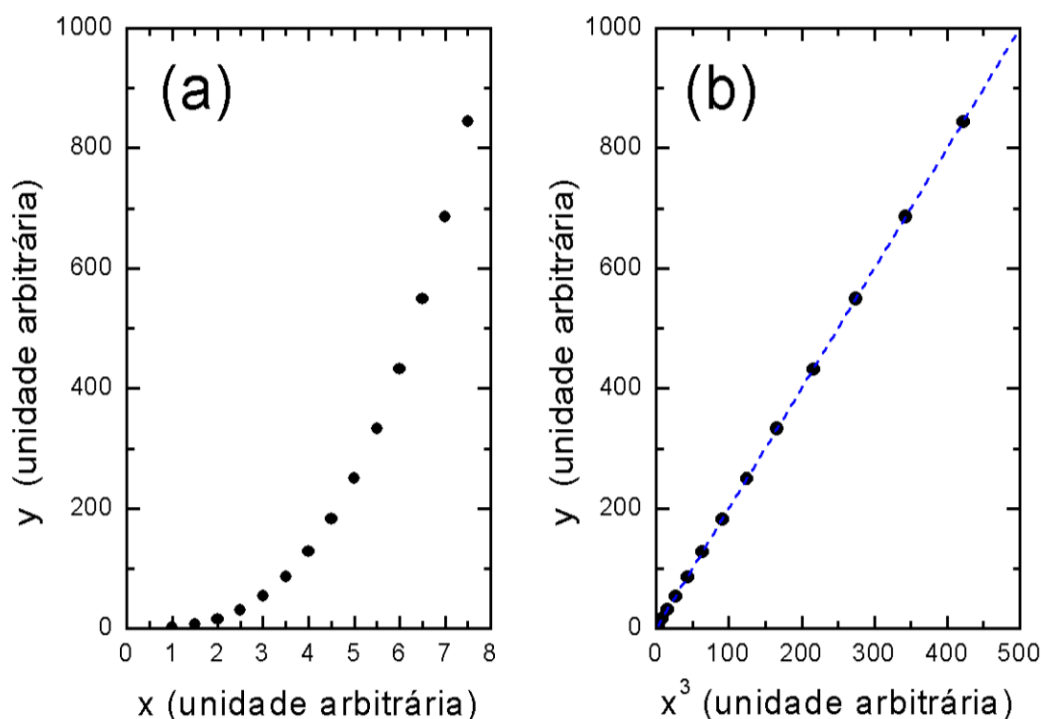 (a)
y (unidade arbitrária)
1000
800
600
400
200
0
0 1 2 3 4 5 6 7 8
x (unidade arbitrária)
(b)
y (unidade arbitrária)
1000
800
600
400
200
0
0 100 200 300 400 500
x³ (unidade arbitrária)